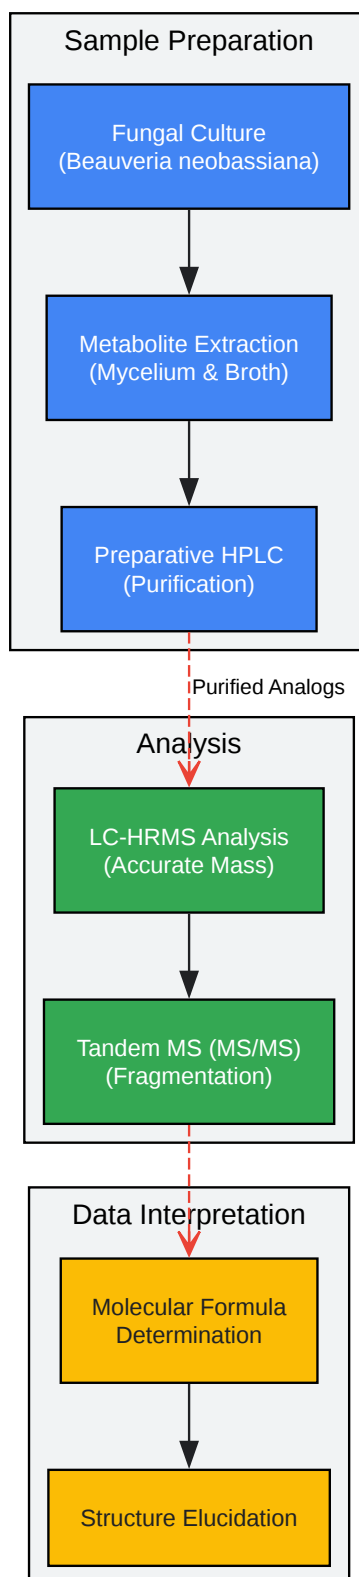 Sample Preparation
Fungal Culture
(Beauveria neobassiana)
Metabolite Extraction
(Mycelium & Broth)
Preparative HPLC
(Purification)
Purified Analogs
Analysis
LC-HRMS Analysis
(Accurate Mass)
Tandem MS (MS/MS)
(Fragmentation)
Data Interpretation
Molecular Formula
Determination
Structure Elucidation